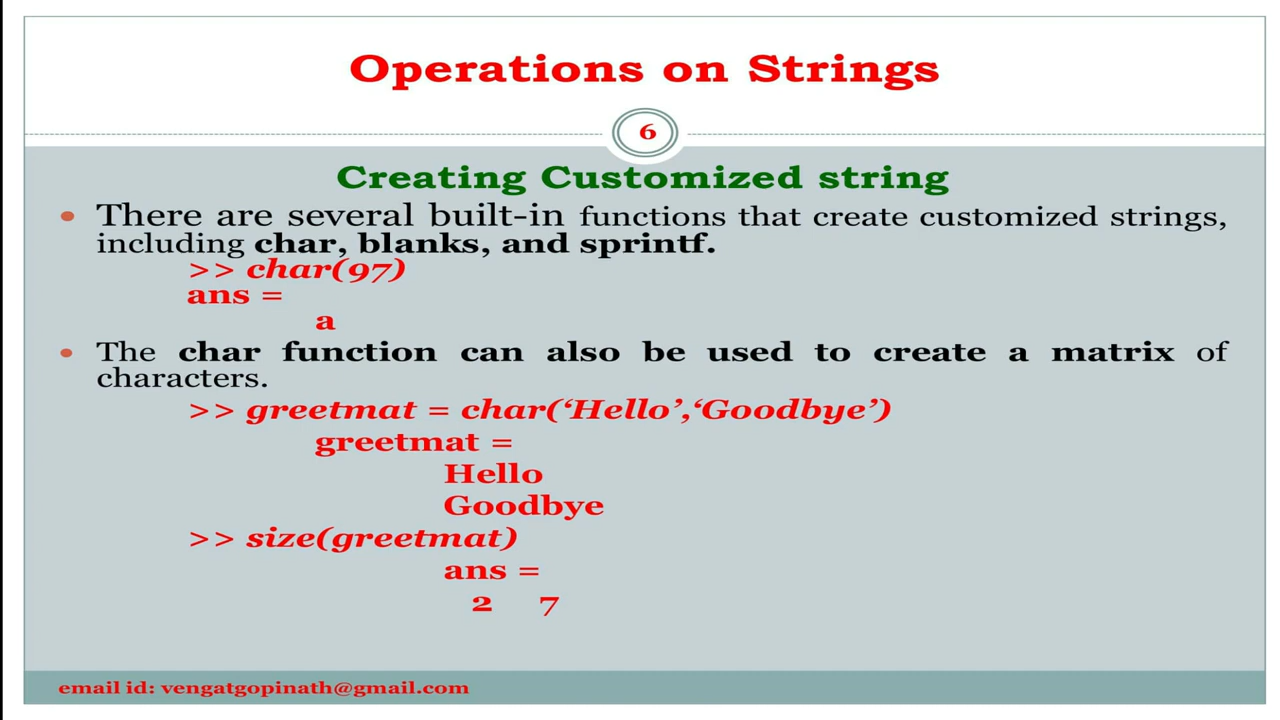 Operations on Strings
6
Creating Customized string
• There are several built-in functions that create customized strings,
including char, blanks, and sprintf.
>> char(97)
ans =
a
• The char function can also be used to create a matrix of
characters.
>> greetmat = char(‘Hello’,‘Goodbye’)
greetmat =
Hello
Goodbye
>> size(greetmat)
ans =
2 7
email id: vengatgopinath@gmail.com